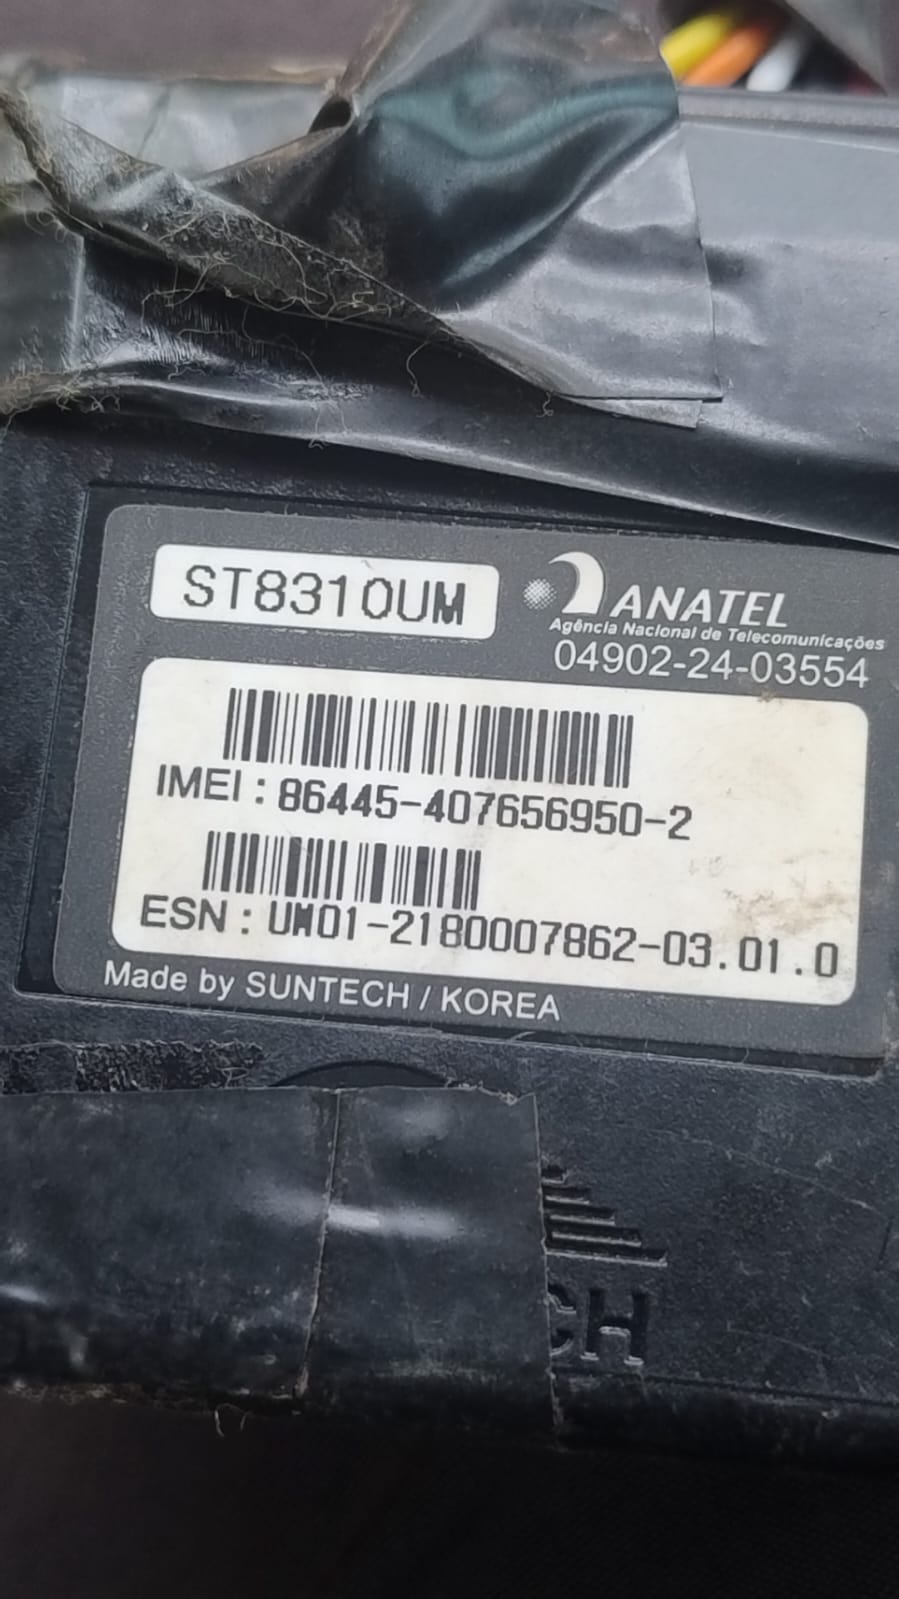 ST8310UM
ANATEL
Agência Nacional de Telecomunicações
04902-24-03554
IMEI : 86445-407656950-2
ESN : UM01-2180007862-03.01.0
Made by SUNTECH / KOREA
CH